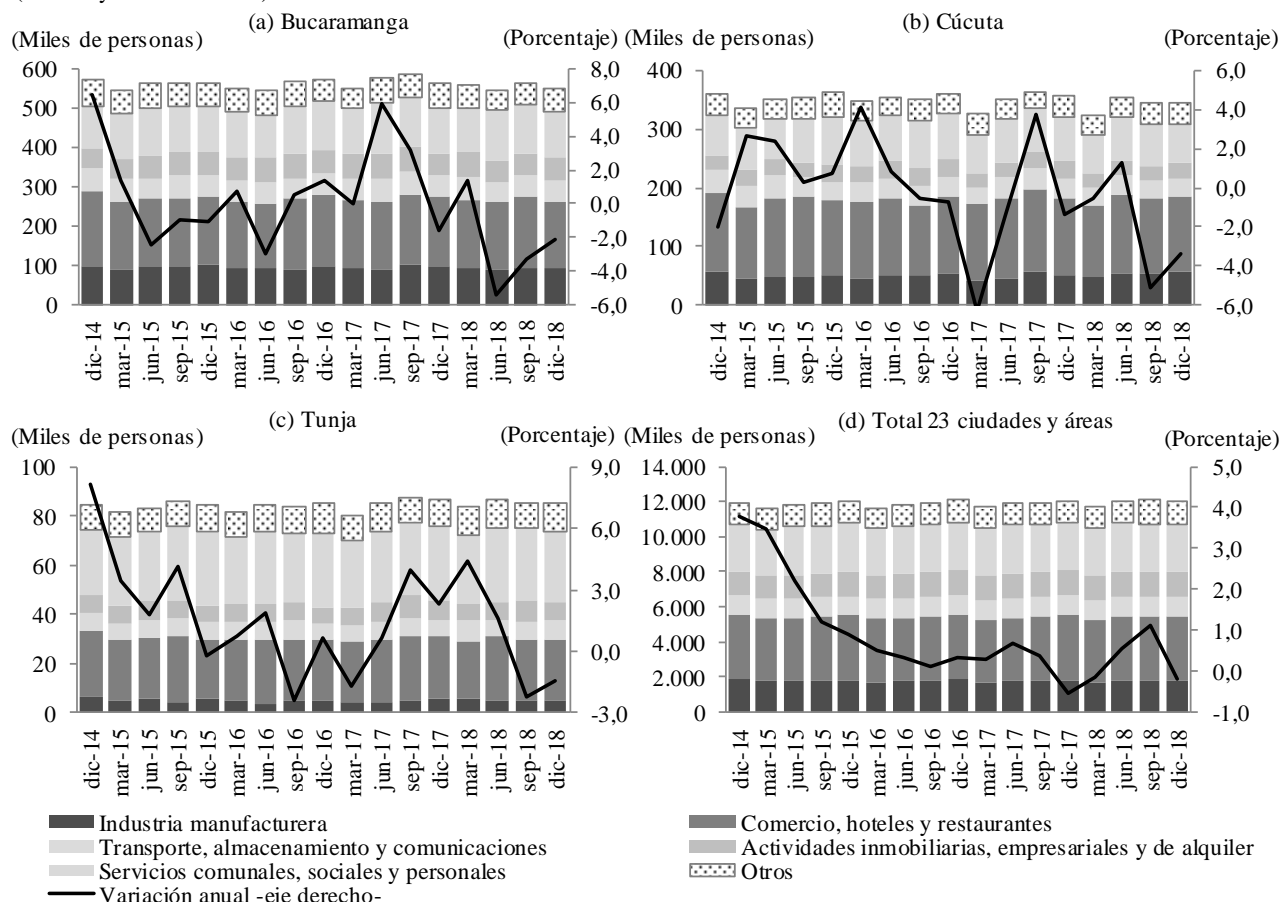 (a) Bucaramanga
(Miles de personas)
(Porcentaje)
600
500
400
300
200
100
0
8,0
6,0
4,0
2,0
0,0
-2,0
-4,0
-6,0
dic-14
mar-15
jun-15
sep-15
dic-15
mar-16
jun-16
sep-16
dic-16
mar-17
jun-17
sep-17
dic-17
mar-18
jun-18
sep-18
dic-18
(b) Cúcuta
(Miles de personas)
(Porcentaje)
400
300
200
100
0
6,0
4,0
2,0
0,0
-2,0
-4,0
-6,0
dic-14
mar-15
jun-15
sep-15
dic-15
mar-16
jun-16
sep-16
dic-16
mar-17
jun-17
sep-17
dic-17
mar-18
jun-18
sep-18
dic-18
(c) Tunja
(Miles de personas)
(Porcentaje)
100
80
60
40
20
0
9,0
6,0
3,0
0,0
-3,0
dic-14
mar-15
jun-15
sep-15
dic-15
mar-16
jun-16
sep-16
dic-16
mar-17
jun-17
sep-17
dic-17
mar-18
jun-18
sep-18
dic-18
(d) Total 23 ciudades y áreas
(Miles de personas)
(Porcentaje)
14.000
12.000
10.000
8.000
6.000
4.000
2.000
0
5,0
4,0
3,0
2,0
1,0
0,0
-1,0
dic-14
mar-15
jun-15
sep-15
dic-15
mar-16
jun-16
sep-16
dic-16
mar-17
jun-17
sep-17
dic-17
mar-18
jun-18
sep-18
dic-18
Industria manufacturera
Comercio, hoteles y restaurantes
Transporte, almacenamiento y comunicaciones
Actividades inmobiliarias, empresariales y de alquiler
Servicios comunales, sociales y personales
Otros
Variación anual -eje derecho-